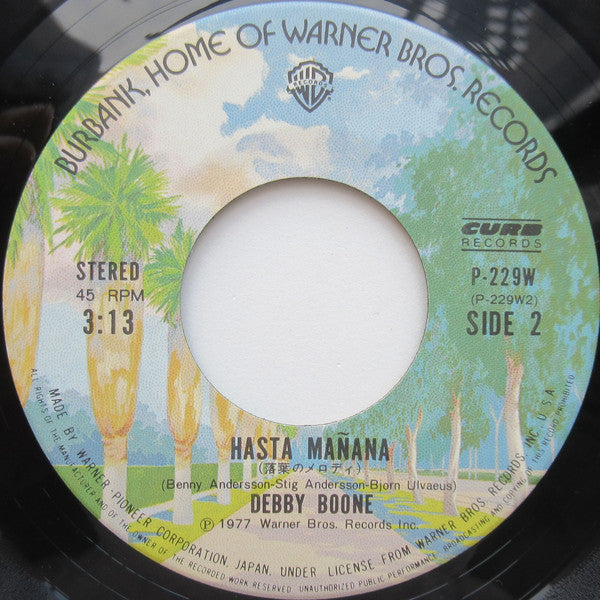 BURBANK, HOME OF WARNER BROS. RECORDS
RECORDS
STEREO
45 RPM
3:13
CURB
RECORDS
P-229W
(P-229W2)
SIDE 2
HASTA MAÑANA
(落葉のメロディ)
(Benny Andersson-Stig Andersson-Bjorn Ulvaeus)
DEBBY BOONE
Ⓟ 1977 Warner Bros. Records Inc.
MADE BY WARNER PIONEER CORPORATION, JAPAN, UNDER LICENSE FROM WARNER BROS. RECORDS INC. U.S.A.
ALL RIGHTS OF THE MANUFACTURER AND OF THE OWNER OF THE RECORDED WORK RESERVED. UNAUTHORIZED PUBLIC PERFORMANCE, BROADCASTING AND COPYING OF THIS RECORD PROHIBITED